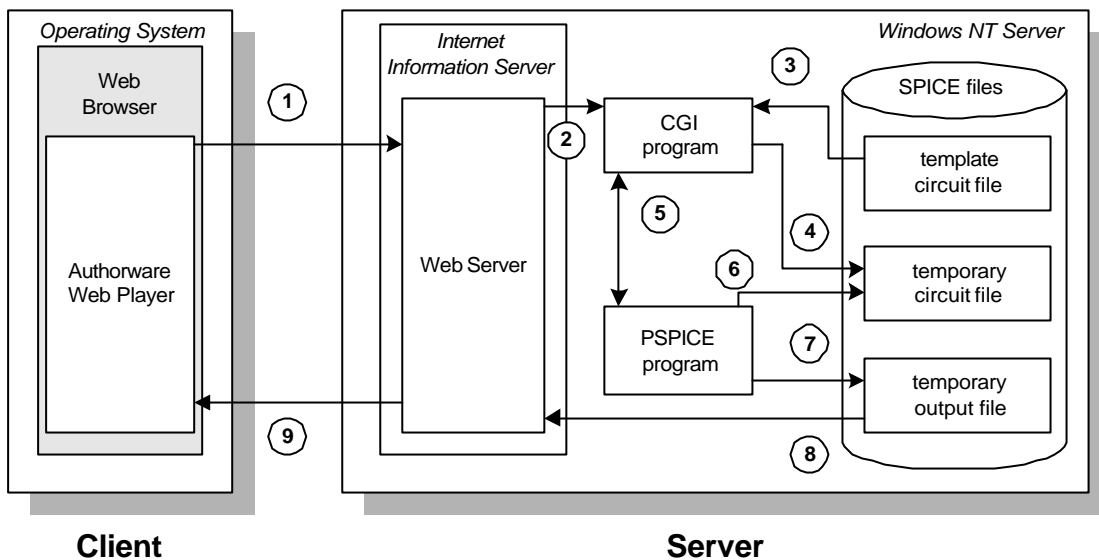 Operating System
Web
Browser
Authorware
Web Player
1
9
Internet
Information Server
Web Server
2
Windows NT Server
3
CGI
program
5
4
6
PSPICE
program
7
8
SPICE files
template
circuit file
temporary
circuit file
temporary
output file
Client
Server